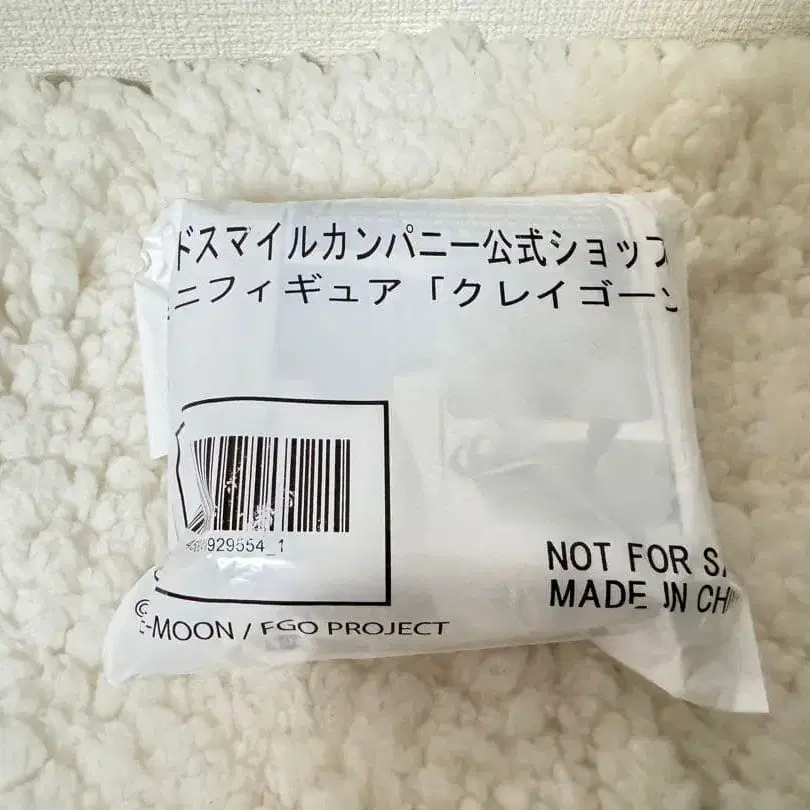 ドスマイルカンパニー公式ショップ
ニフィギュア「クレイゴーン
929554_1
NOT FOR SA
MADE IN CHI
©
-MOON / FGO PROJECT